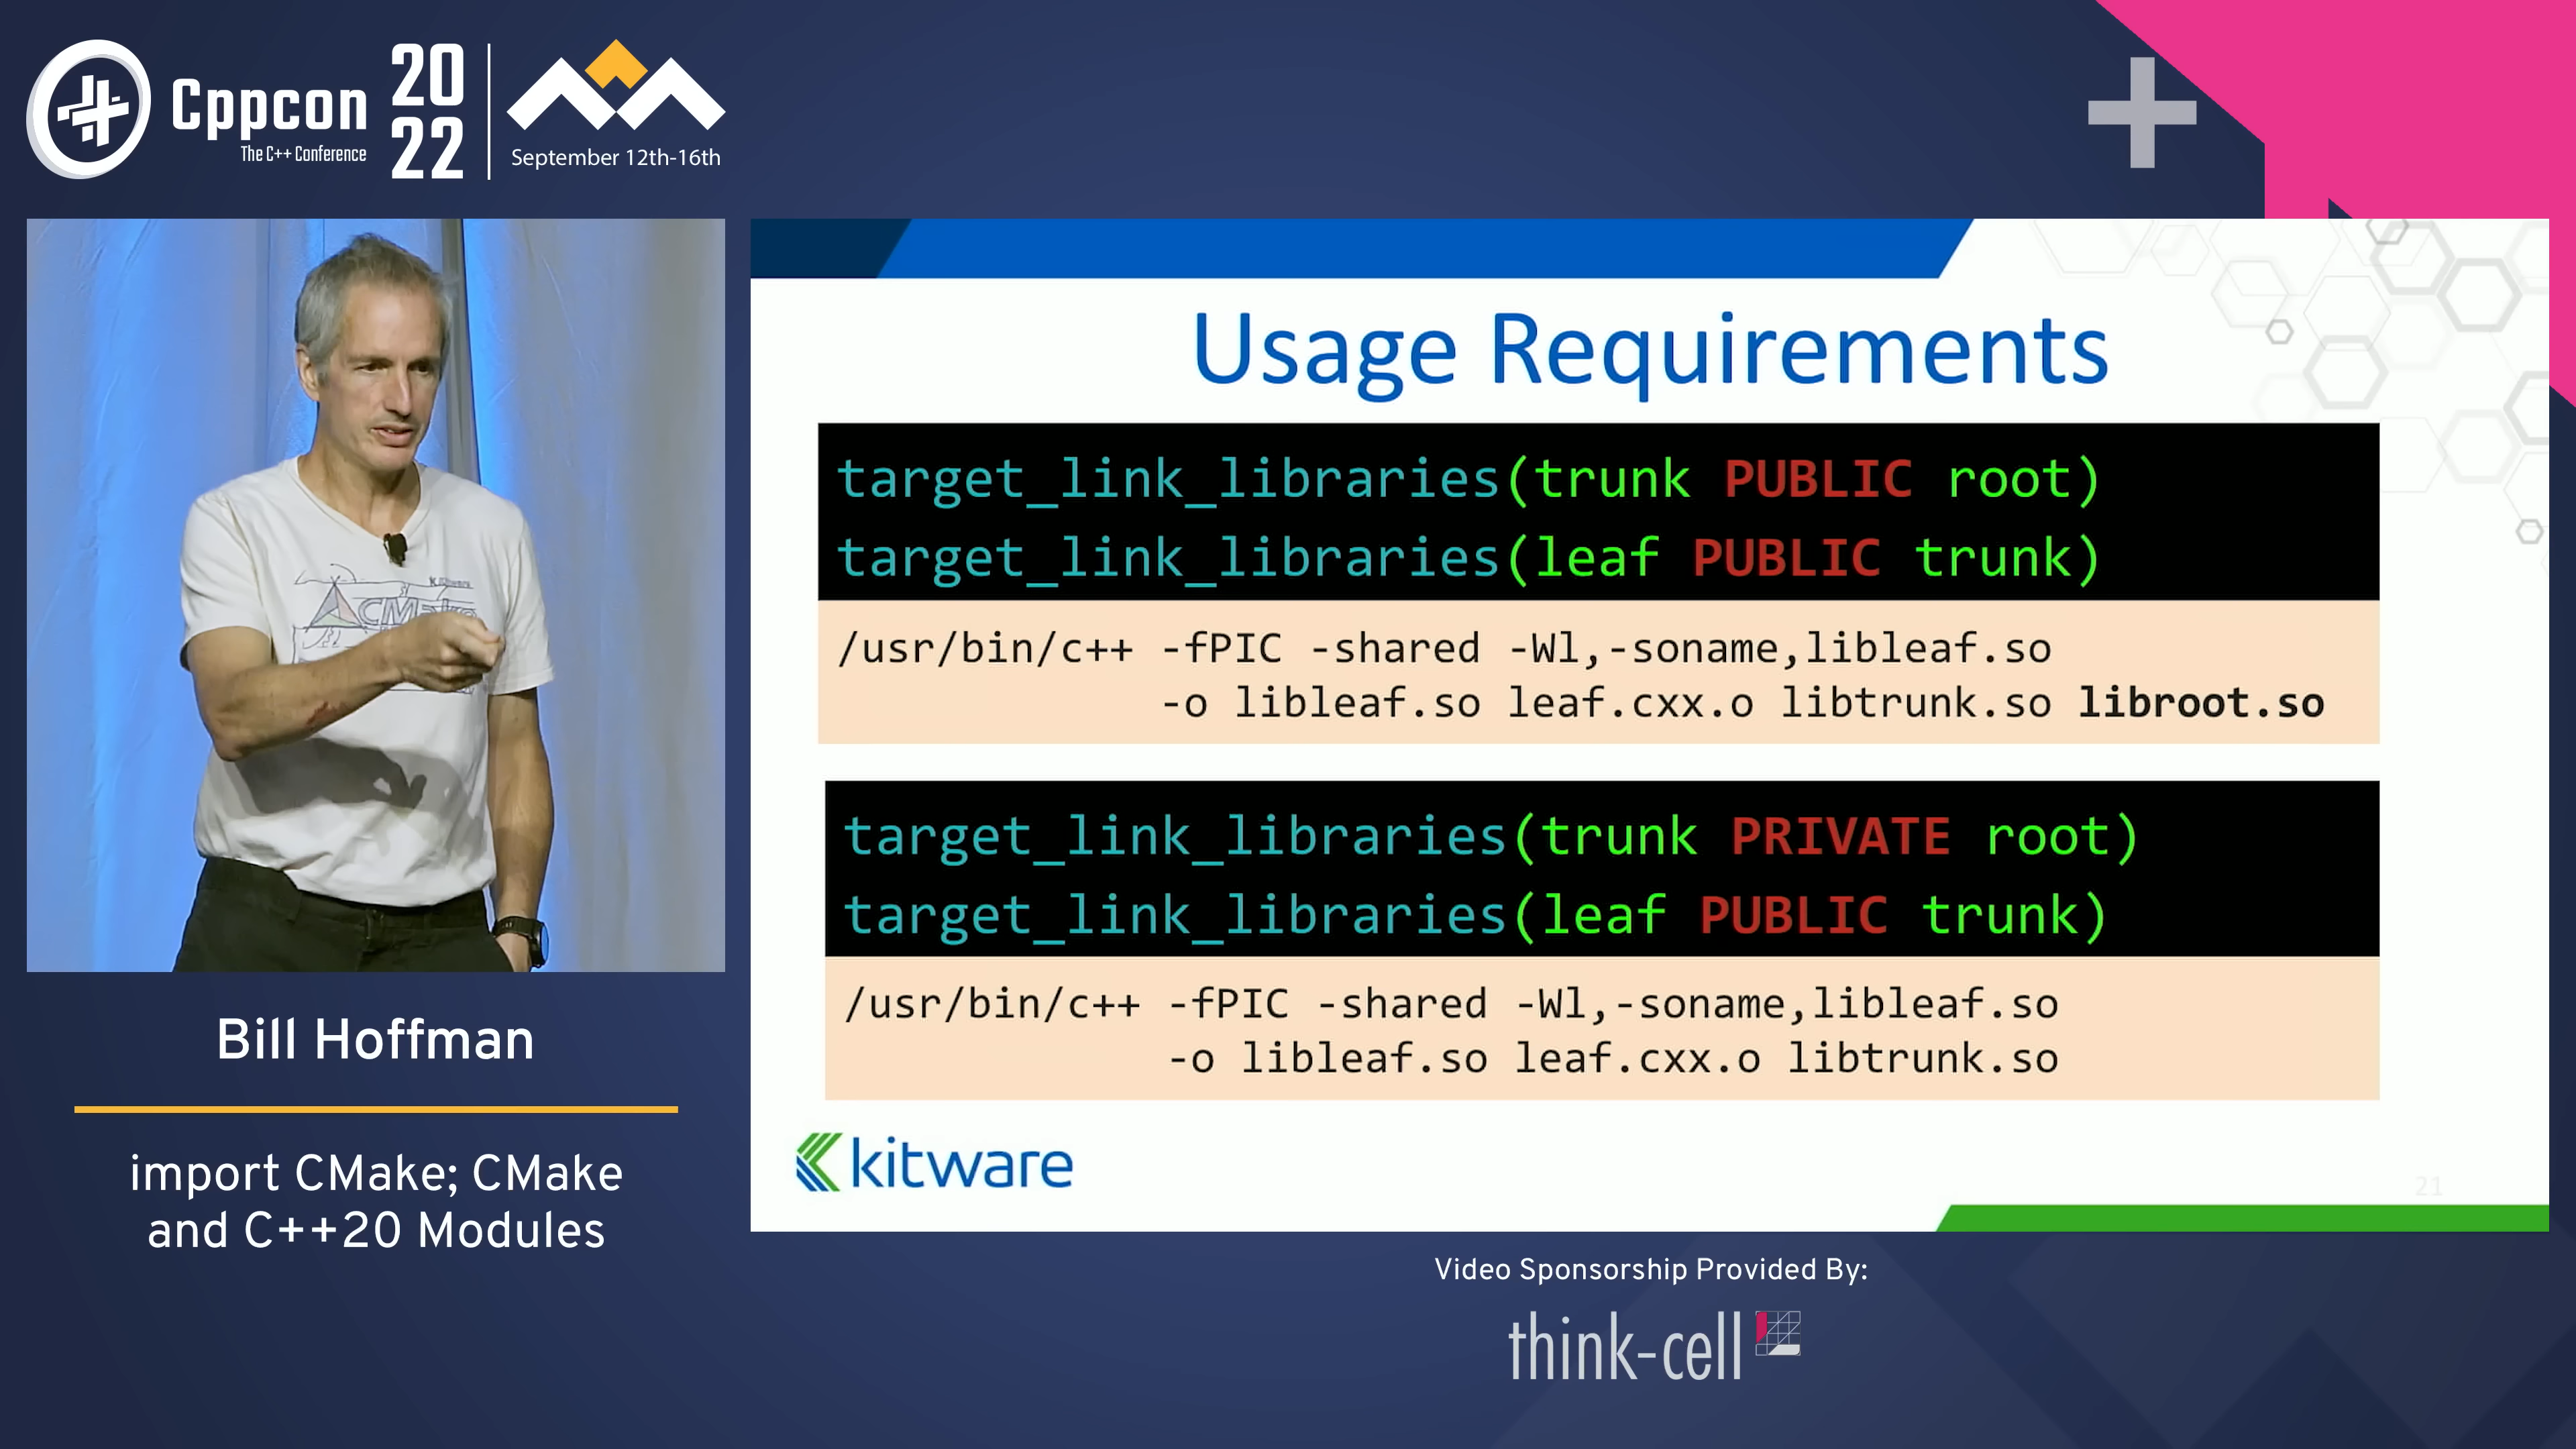 Cppcon
The C++ Conference
20
22
September 12th-16th
Usage Requirements
target_link_libraries(trunk PUBLIC root)
target_link_libraries(leaf PUBLIC trunk)
/usr/bin/c++ -fPIC -shared -Wl,-soname,libleaf.so
-o libleaf.so leaf.cxx.o libtrunk.so libroot.so
target_link_libraries(trunk PRIVATE root)
target_link_libraries(leaf PUBLIC trunk)
/usr/bin/c++ -fPIC -shared -Wl,-soname,libleaf.so
-o libleaf.so leaf.cxx.o libtrunk.so
kitware
21
CMake
Bill Hoffman
import CMake; CMake
and C++20 Modules
Video Sponsorship Provided By:
think-cell